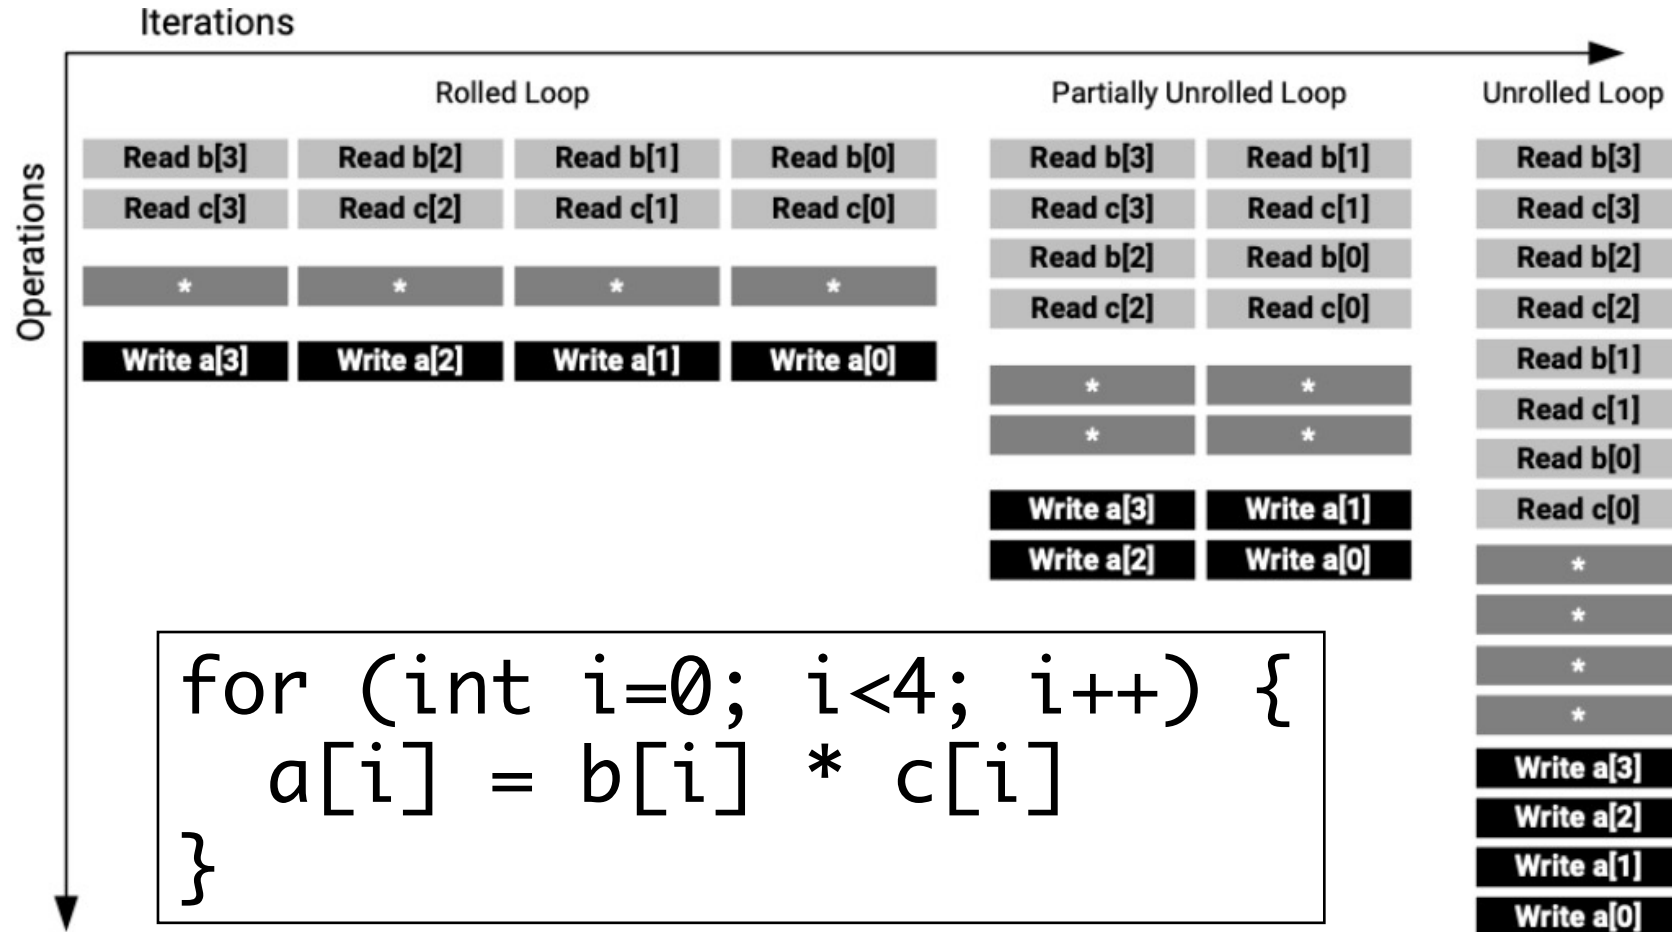 Iterations
Operations
Rolled Loop
Read b[3] Read b[2] Read b[1] Read b[0]
Read c[3] Read c[2] Read c[1] Read c[0]
* * * *
Write a[3] Write a[2] Write a[1] Write a[0]
Partially Unrolled Loop
Read b[3] Read b[1]
Read c[3] Read c[1]
Read b[2] Read b[0]
Read c[2] Read c[0]
* *
* *
Write a[3] Write a[1]
Write a[2] Write a[0]
Unrolled Loop
Read b[3]
Read c[3]
Read b[2]
Read c[2]
Read b[1]
Read c[1]
Read b[0]
Read c[0]
*
*
*
*
Write a[3]
Write a[2]
Write a[1]
Write a[0]
for (int i=0; i<4; i++) {
  a[i] = b[i] * c[i]
}